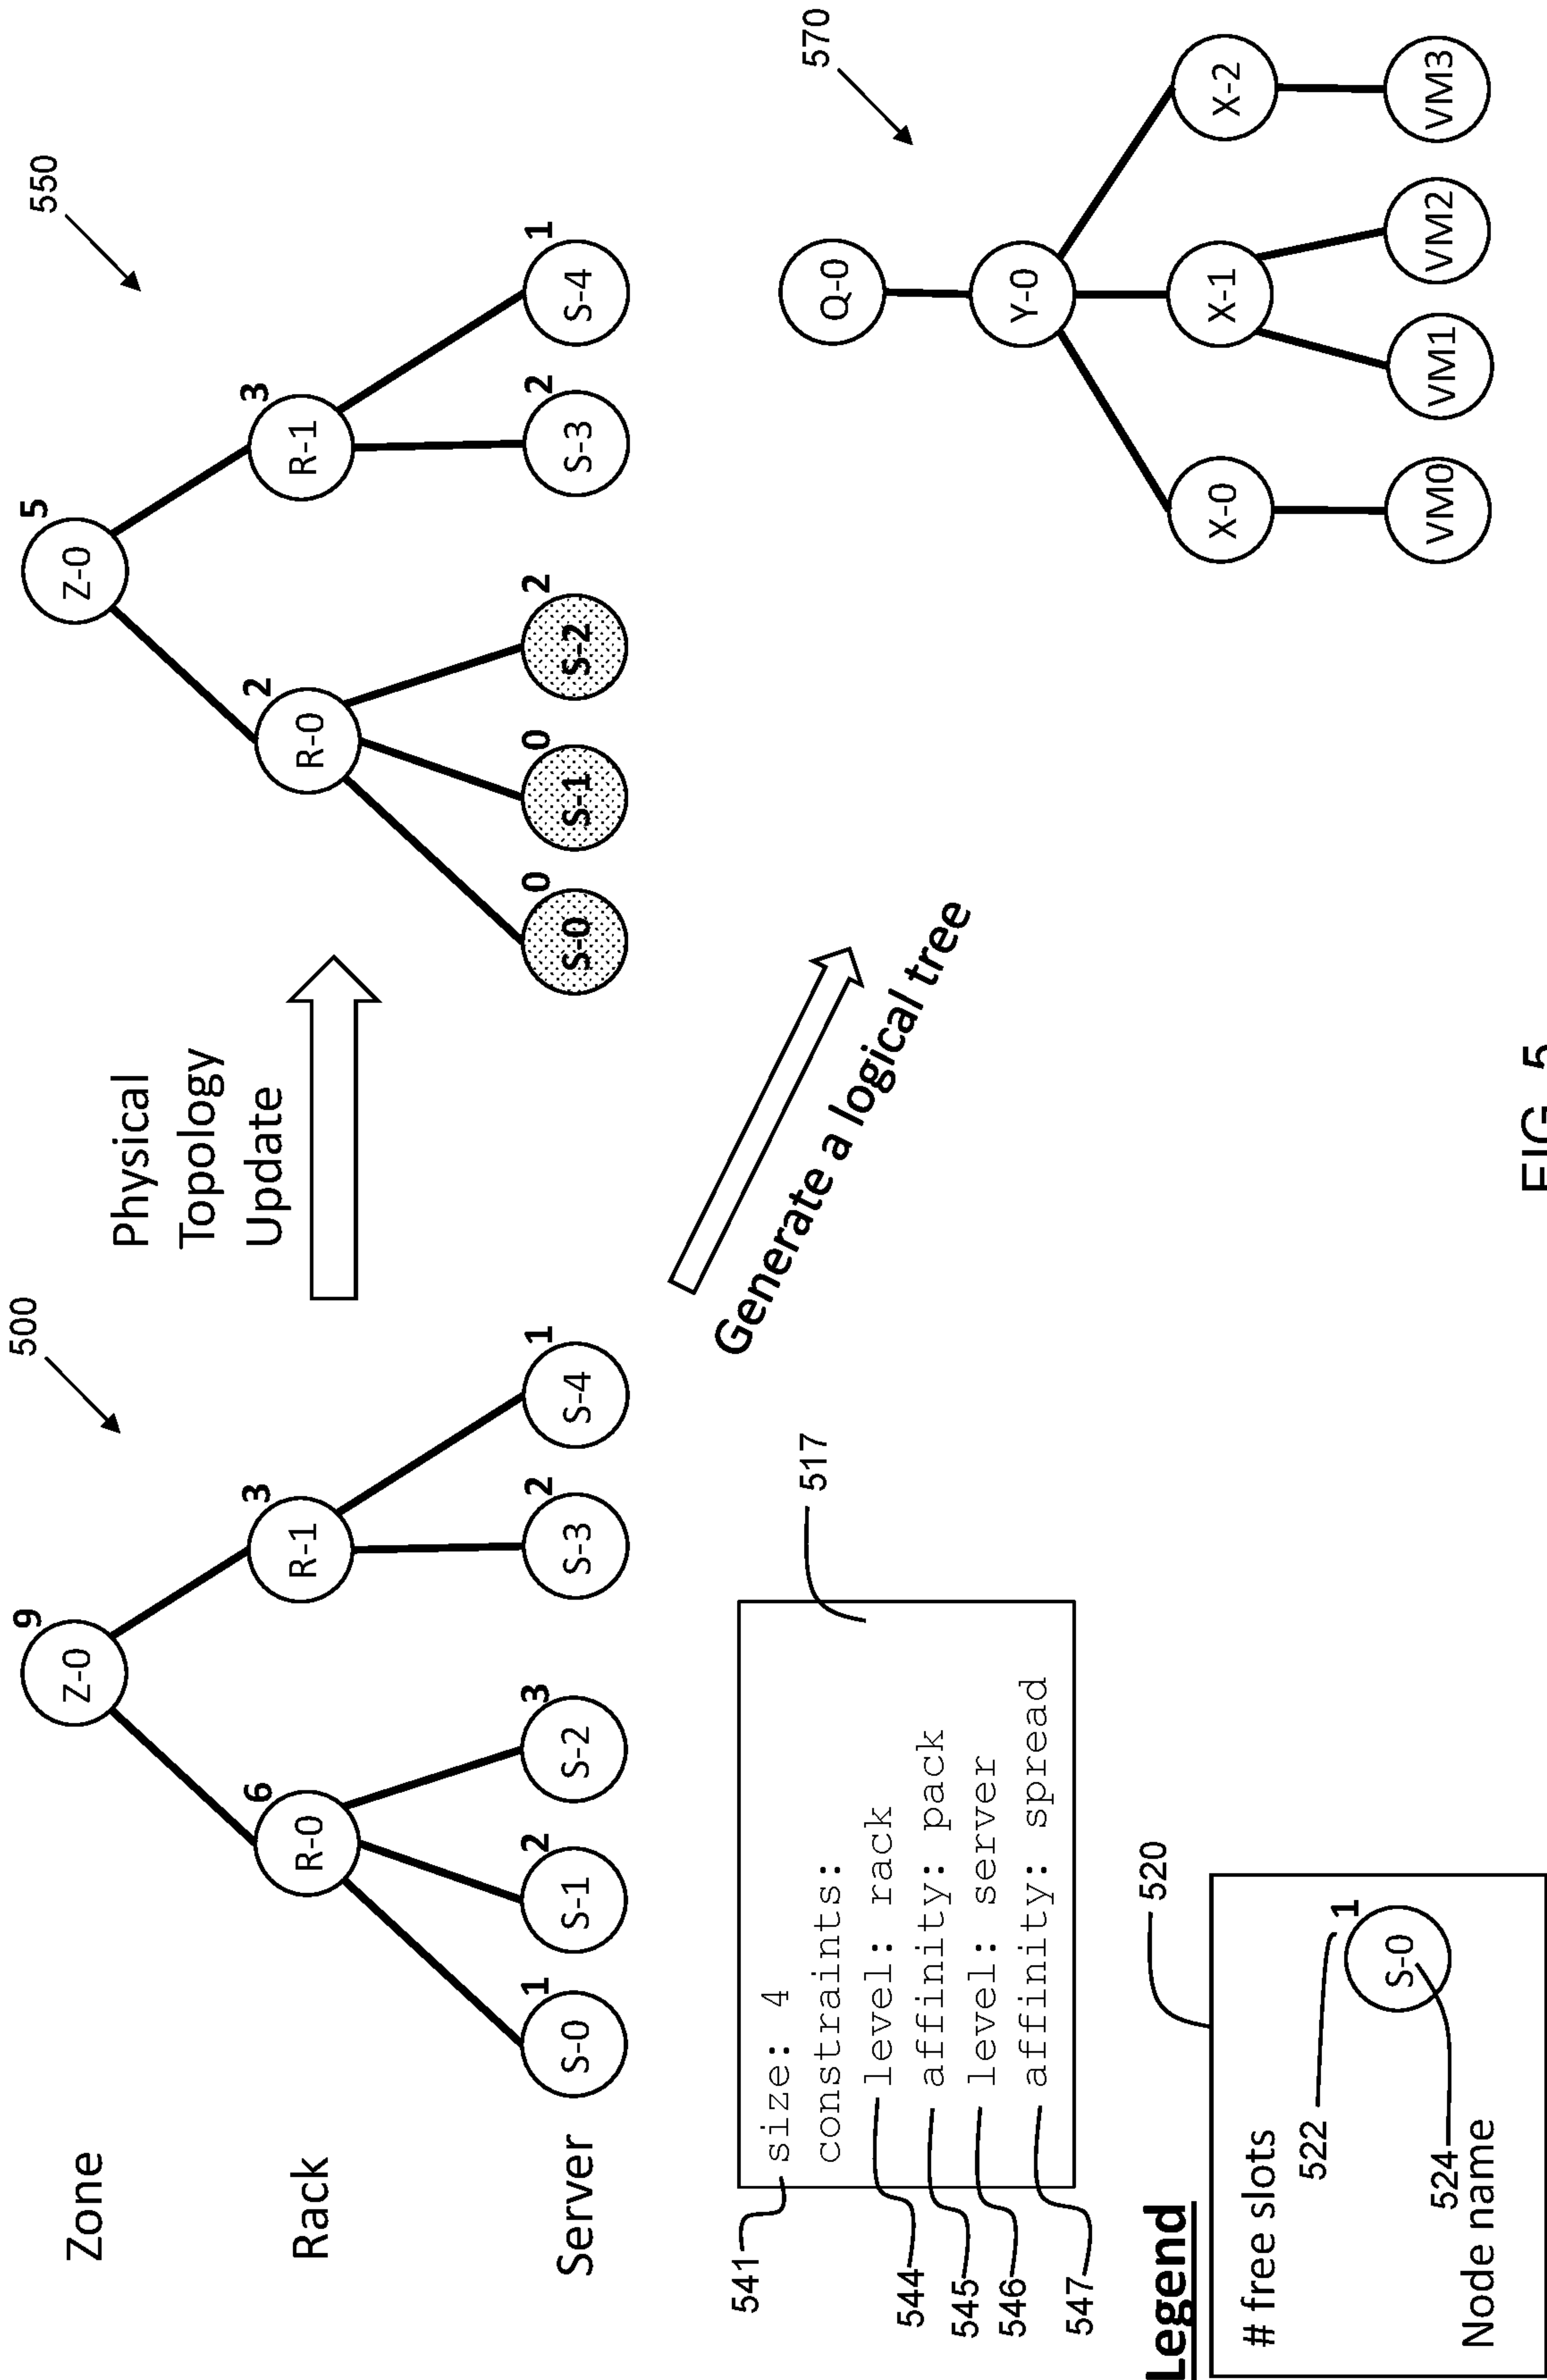 500
Z-0
9
R-0
6
R-1
3
S-0
1
S-1
2
S-2
3
S-3
2
S-4
1
Zone
Rack
Server
Physical
Topology
Update
550
Z-0
5
R-0
2
R-1
3
S-0
0
S-1
0
S-2
2
S-3
2
S-4
1
541
size: 4
constraints:
544
level: rack
545
affinity: pack
546
level: server
547
affinity: spread
517
Generate a logical tree
570
Q-0
Y-0
X-0
X-1
X-2
VM0
VM1
VM2
VM3
Legend
520
# free slots
522
1
S-0
524
Node name
FIG. 5